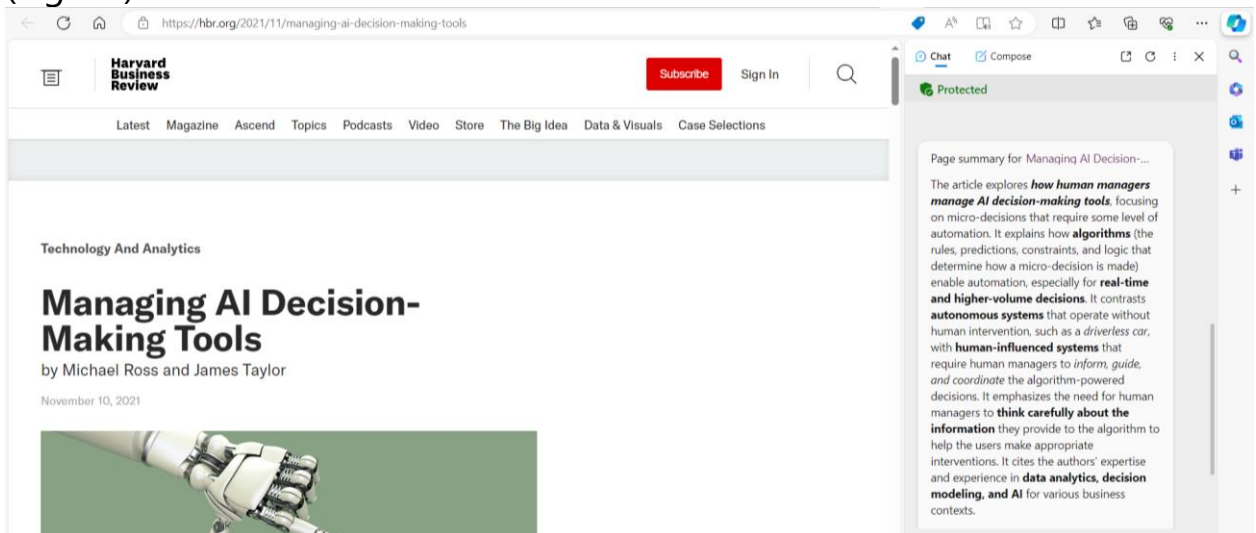 https://hbr.org/2021/11/managing-ai-decision-making-tools
Harvard
Business
Review
Subscribe
Sign In
Latest Magazine Ascend Topics Podcasts Video Store The Big Idea Data & Visuals Case Selections
Technology And Analytics
Managing AI Decision-
Making Tools
by Michael Ross and James Taylor
November 10, 2021
Chat Compose
Protected
Page summary for Managing AI Decision-...
The article explores how human managers
manage AI decision-making tools, focusing
on micro-decisions that require some level of
automation. It explains how algorithms (the
rules, predictions, constraints, and logic that
determine how a micro-decision is made)
enable automation, especially for real-time
and higher-volume decisions. It contrasts
autonomous systems that operate without
human intervention, such as a driverless car,
with human-influenced systems that
require human managers to inform, guide,
and coordinate the algorithm-powered
decisions. It emphasizes the need for human
managers to think carefully about the
information they provide to the algorithm to
help the users make appropriate
interventions. It cites the authors' expertise
and experience in data analytics, decision
modeling, and AI for various business
contexts.